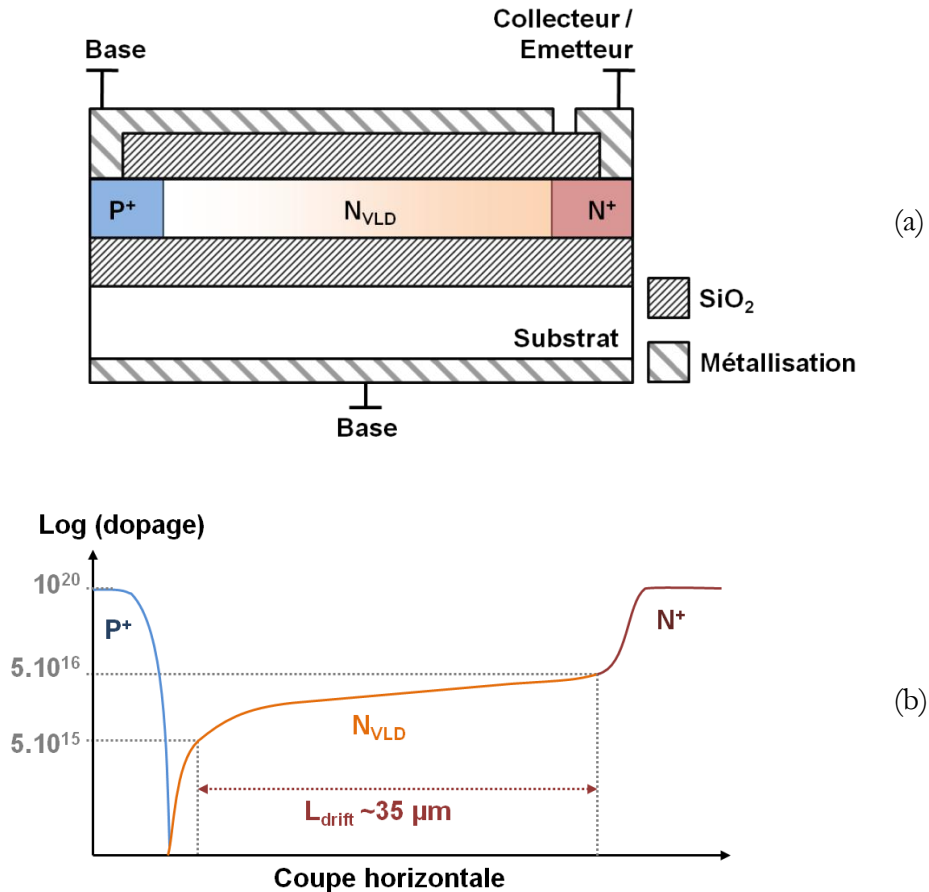 Collecteur /
Base
Emetteur
P+
NVLD
N+
(a)
SiO2
Substrat
Métallisation
Base
Log (dopage)
10^20
P+
N+
5.10^16
NVLD
(b)
5.10^15
Ldrift ~35 µm
Coupe horizontale